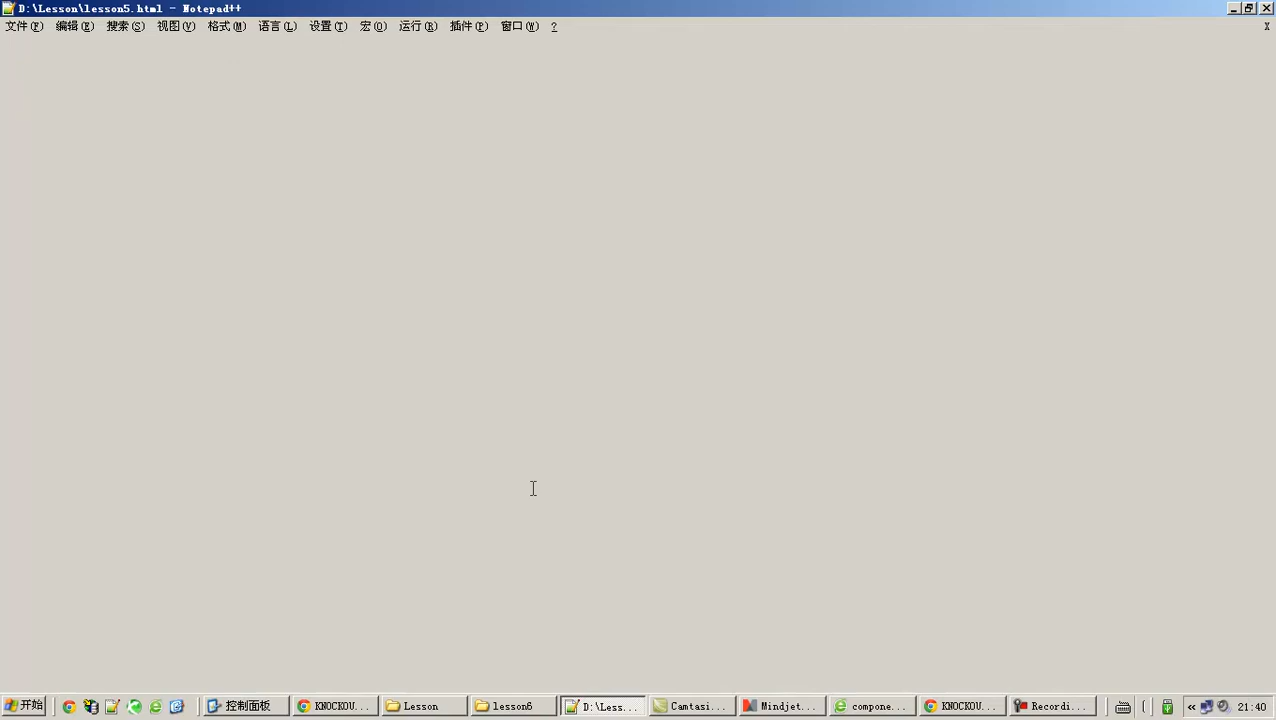 D:\Lesson\lesson5.html - Notepad++
文件(F) 编辑(E) 搜索(S) 视图(V) 格式(M) 语言(L) 设置(T) 宏(O) 运行(R) 插件(P) 窗口(W) ? X
开始 控制面板 KNOCKOU... Lesson lesson6 D:\Less... Camtasi... Mindjet... compone... KNOCKOU... Recordi... « 21:40